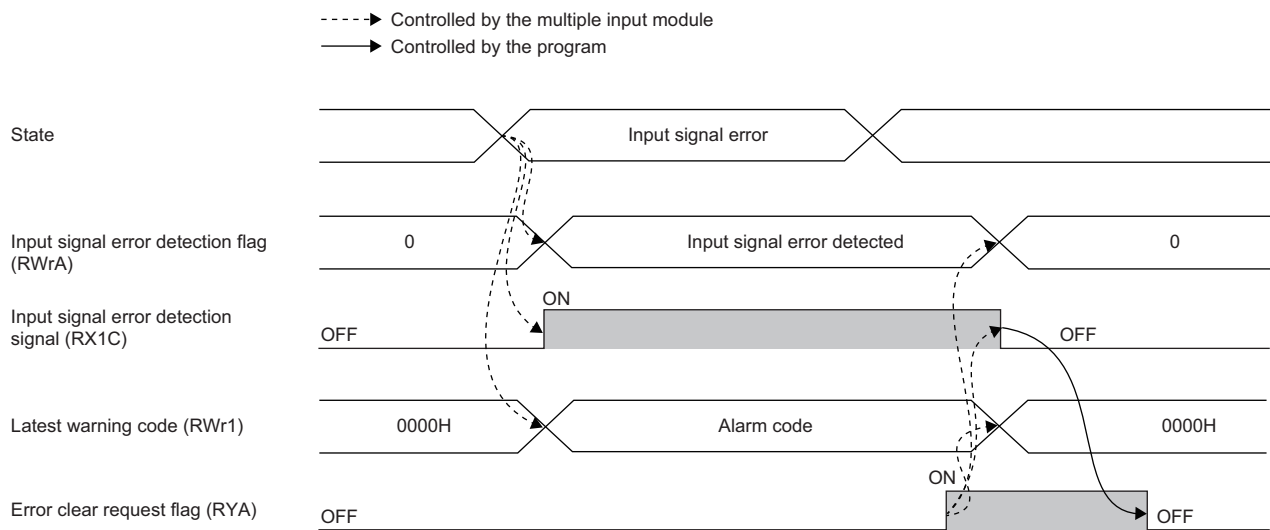 Controlled by the multiple input module
Controlled by the program
State
Input signal error
Input signal error detection flag
(RWrA)
0
Input signal error detected
0
Input signal error detection
signal (RX1C)
OFF
ON
OFF
Latest warning code (RWr1)
0000H
Alarm code
0000H
Error clear request flag (RYA)
OFF
ON
OFF